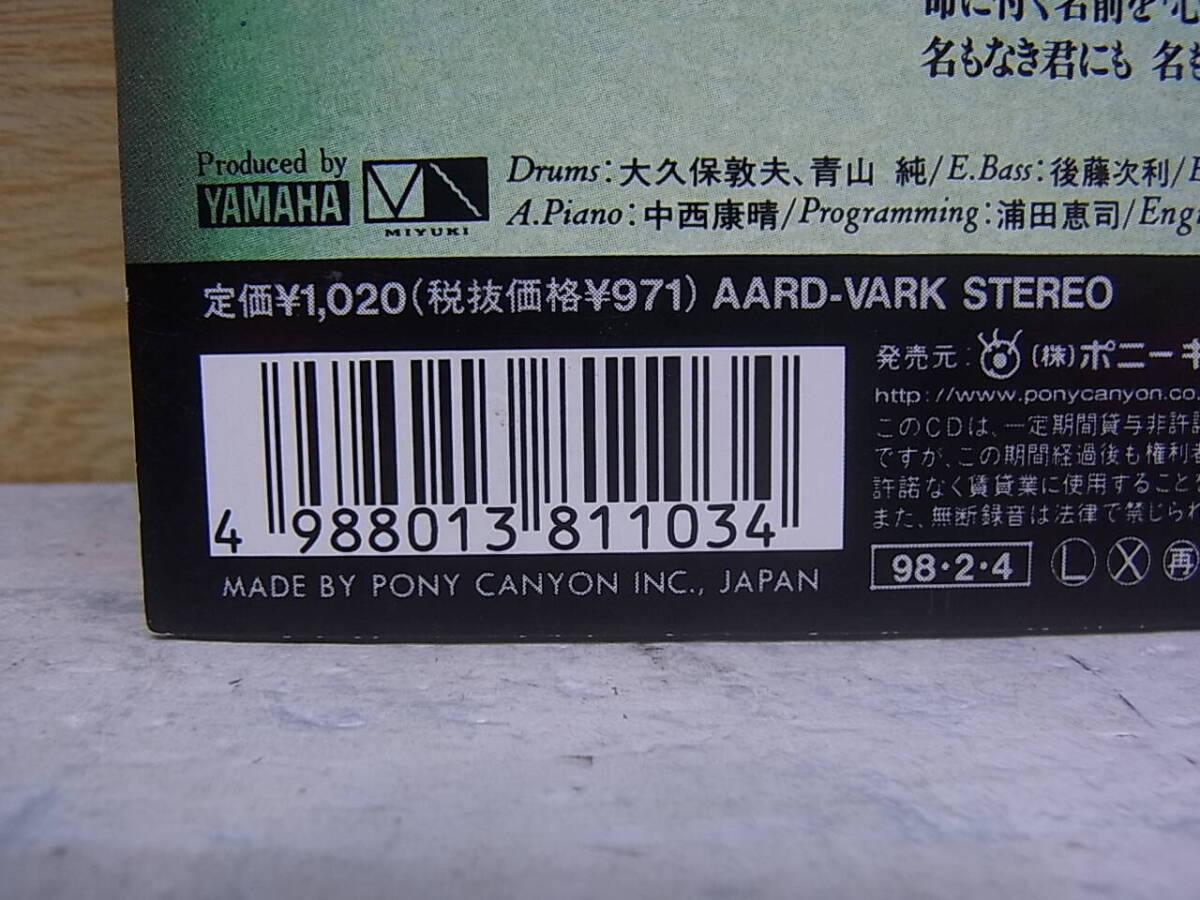 命に付く名前を「心
名もなき君にも 名も
Produced by
YAMAHA
MIYUKI
Drums:大久保敦夫、青山 純/E.Bass:後藤次利/E
A.Piano:中西康晴/Programming:浦田恵司/Eng
定価¥1,020(税抜価格¥971) AARD-VARK STEREO
発売元:(株)ポニーキ
http://www.ponycanyon.co.
このCDは、一定期間貸与非許諾
ですが、この期間経過後も権利者
許諾なく賃貸業に使用することを
また、無断録音は法律で禁じられ
4 988013 811034
98・2・4 L X 再
MADE BY PONY CANYON INC., JAPAN